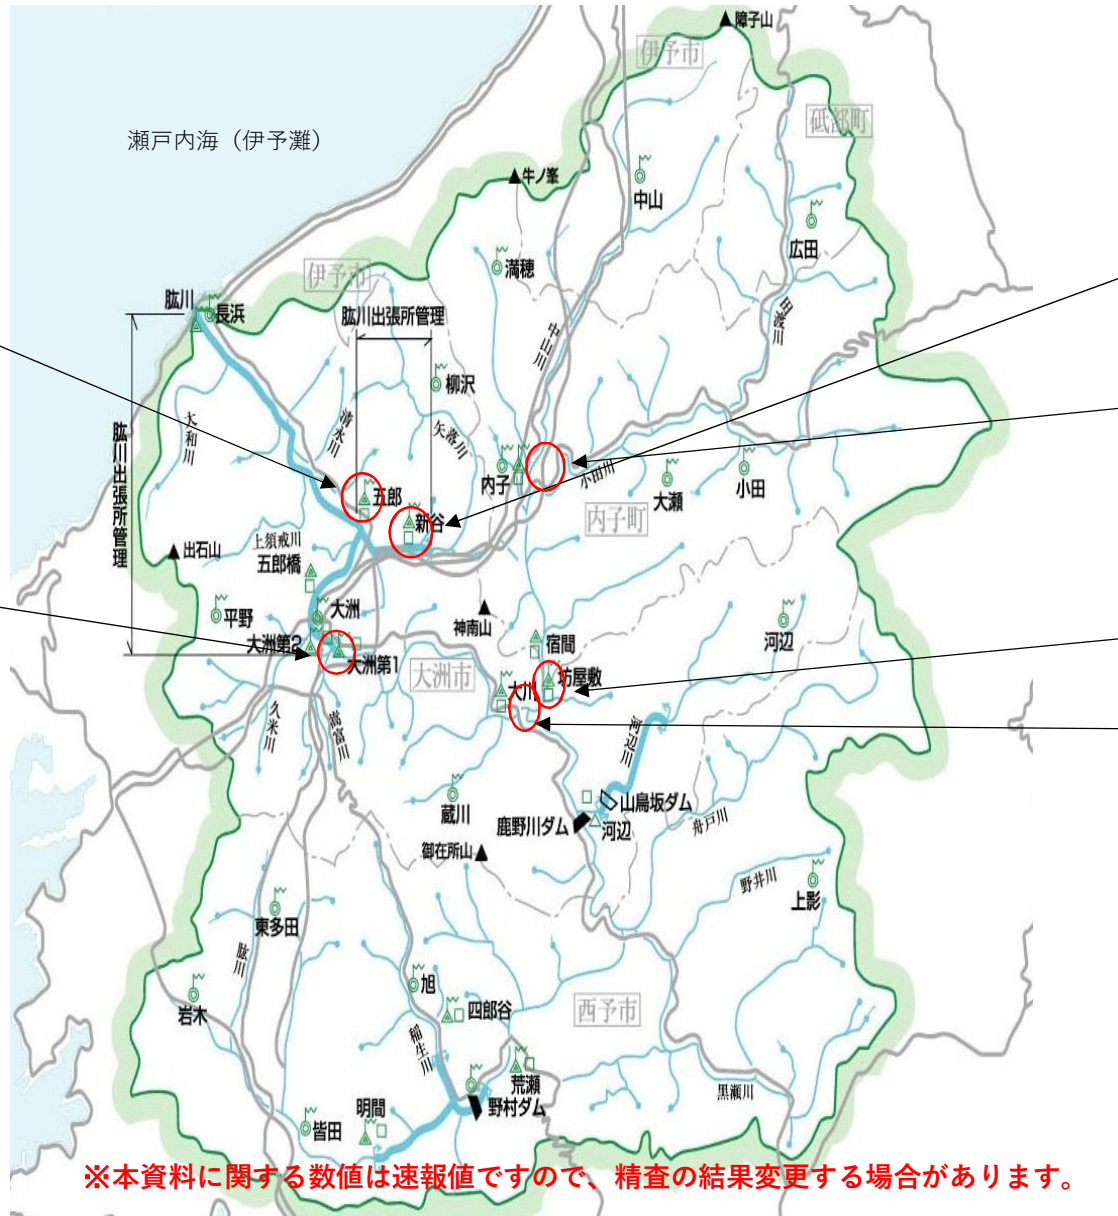 障子山
伊予市
砥部町
瀬戸内海（伊予灘）
牛ノ峯
中山
広田
満穂
伊予市
肱川
長浜
肱川出張所管理
中山川
田渡川
柳沢
大和川
清水川
矢落川
肱川出張所管理
内子
小田川
大瀬
小田
五郎
新谷
内子町
上須戒川
出石山
五郎橋
平野
大洲
神南山
宿間
河辺
大洲第2
大洲第1
大洲市
大川
坊屋敷
久米川
嵩富川
河辺川
蔵川
山鳥坂ダム
鹿野川ダム
河辺
舟戸川
御在所山
野井川
上影
東多田
肱川
旭
岩木
四郎谷
西予市
稲生川
荒瀬
黒瀬川
野村ダム
明間
皆田
※本資料に関する数値は速報値ですので、精査の結果変更する場合があります。